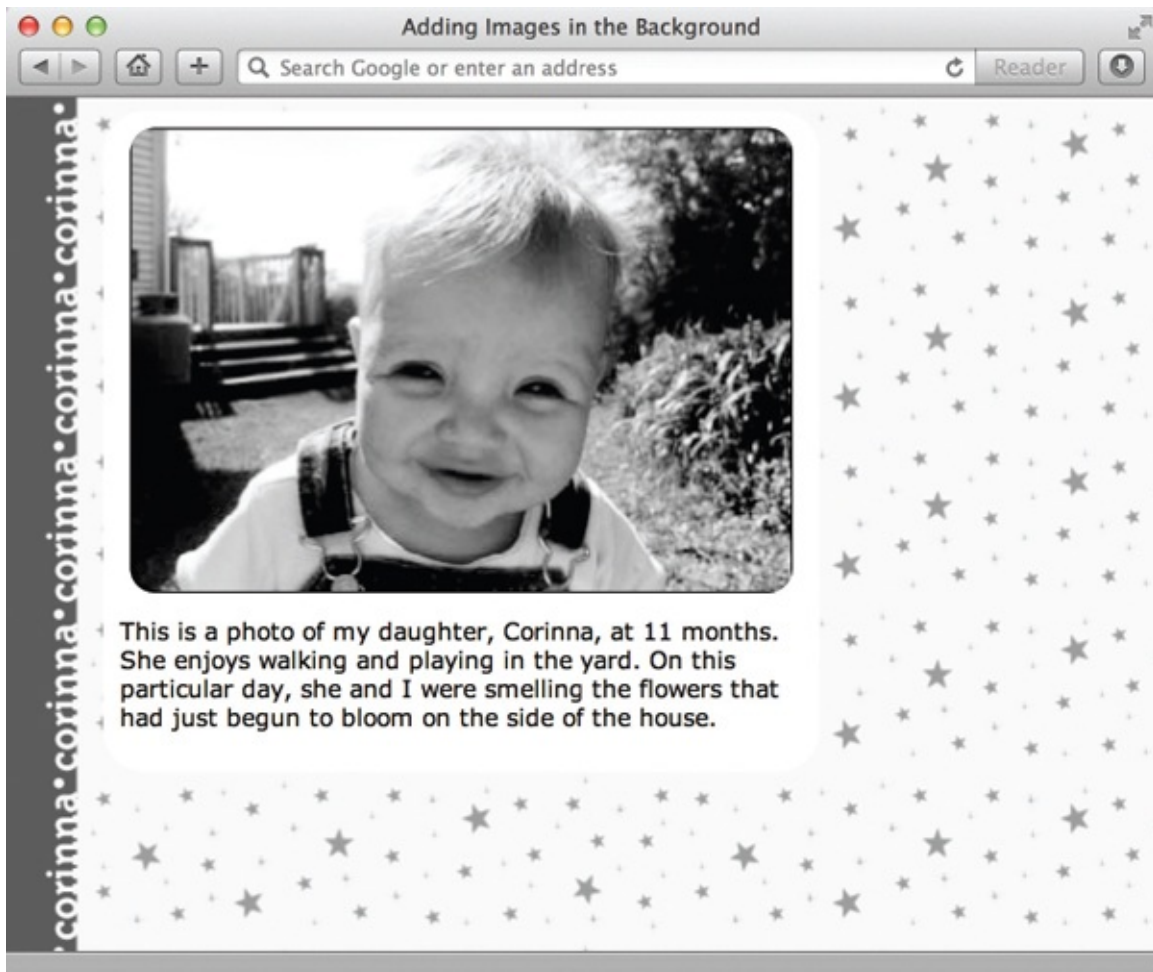 Adding Images in the Background
Search Google or enter an address
Reader
corinna•corinna•corinna•corinna•corinna•
This is a photo of my daughter, Corinna, at 11 months.
She enjoys walking and playing in the yard. On this
particular day, she and I were smelling the flowers that
had just begun to bloom on the side of the house.